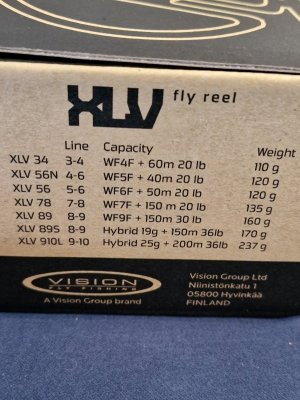 XLV fly reel
Line Capacity Weight
XLV 34 3-4 WF4F + 60m 20 lb 110 g
XLV 56N 4-6 WF5F + 40m 20 lb 120 g
XLV 56 5-6 WF6F + 50m 20 lb 120 g
XLV 78 7-8 WF7F + 150 m 20 lb 135 g
XLV 89 8-9 WF9F + 150m 30 lb 160 g
XLV 89S 8-9 Hybrid 19g + 150m 36lb 170 g
XLV 910L 9-10 Hybrid 25g + 200m 36lb 237 g
VISION
FLY FISHING
A Vision Group brand
Vision Group Ltd
Niinistönkatu 1
05800 Hyvinkää
FINLAND